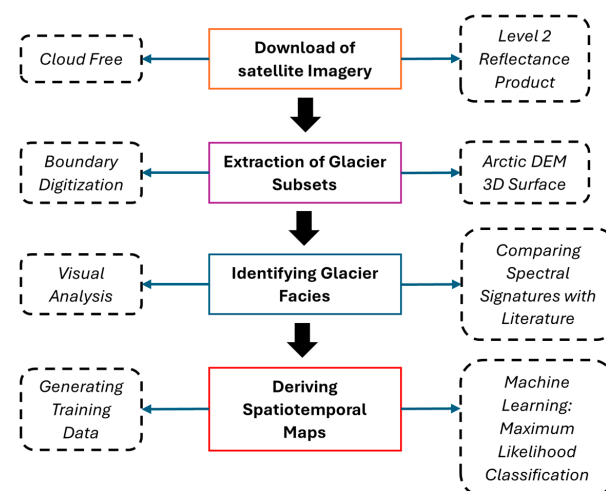 Cloud Free
Download of
satellite Imagery
Level 2
Reflectance
Product
Boundary
Digitization
Extraction of Glacier
Subsets
Arctic DEM
3D Surface
Visual
Analysis
Identifying Glacier
Facies
Comparing
Spectral
Signatures with
Literature
Generating
Training
Data
Deriving
Spatiotemporal
Maps
Machine
Learning:
Maximum
Likelihood
Classification